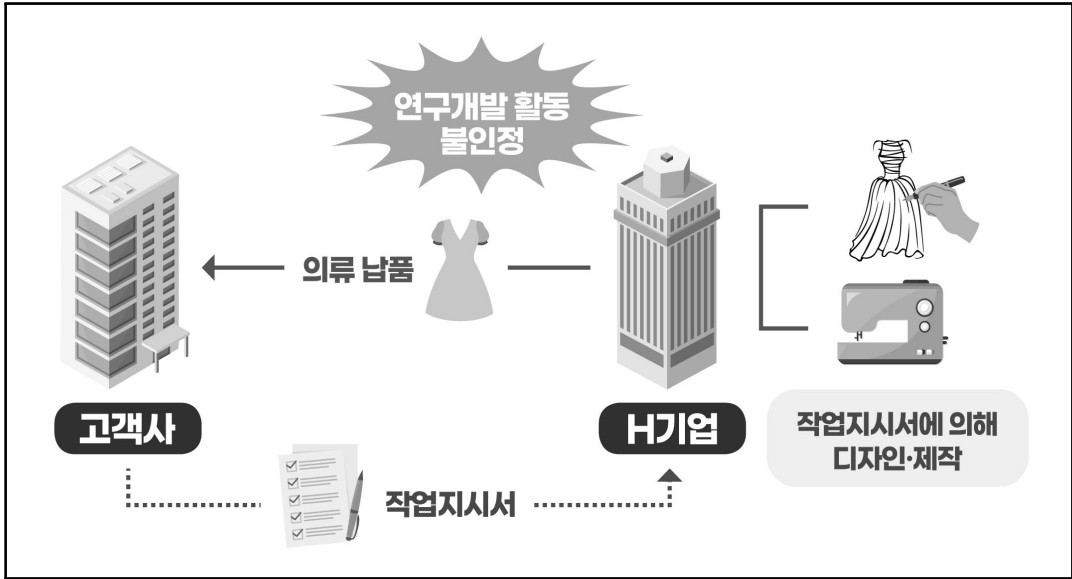 연구개발 활동
불인정
의류 납품
고객사
H기업
작업지시서에 의해
디자인·제작
작업지시서